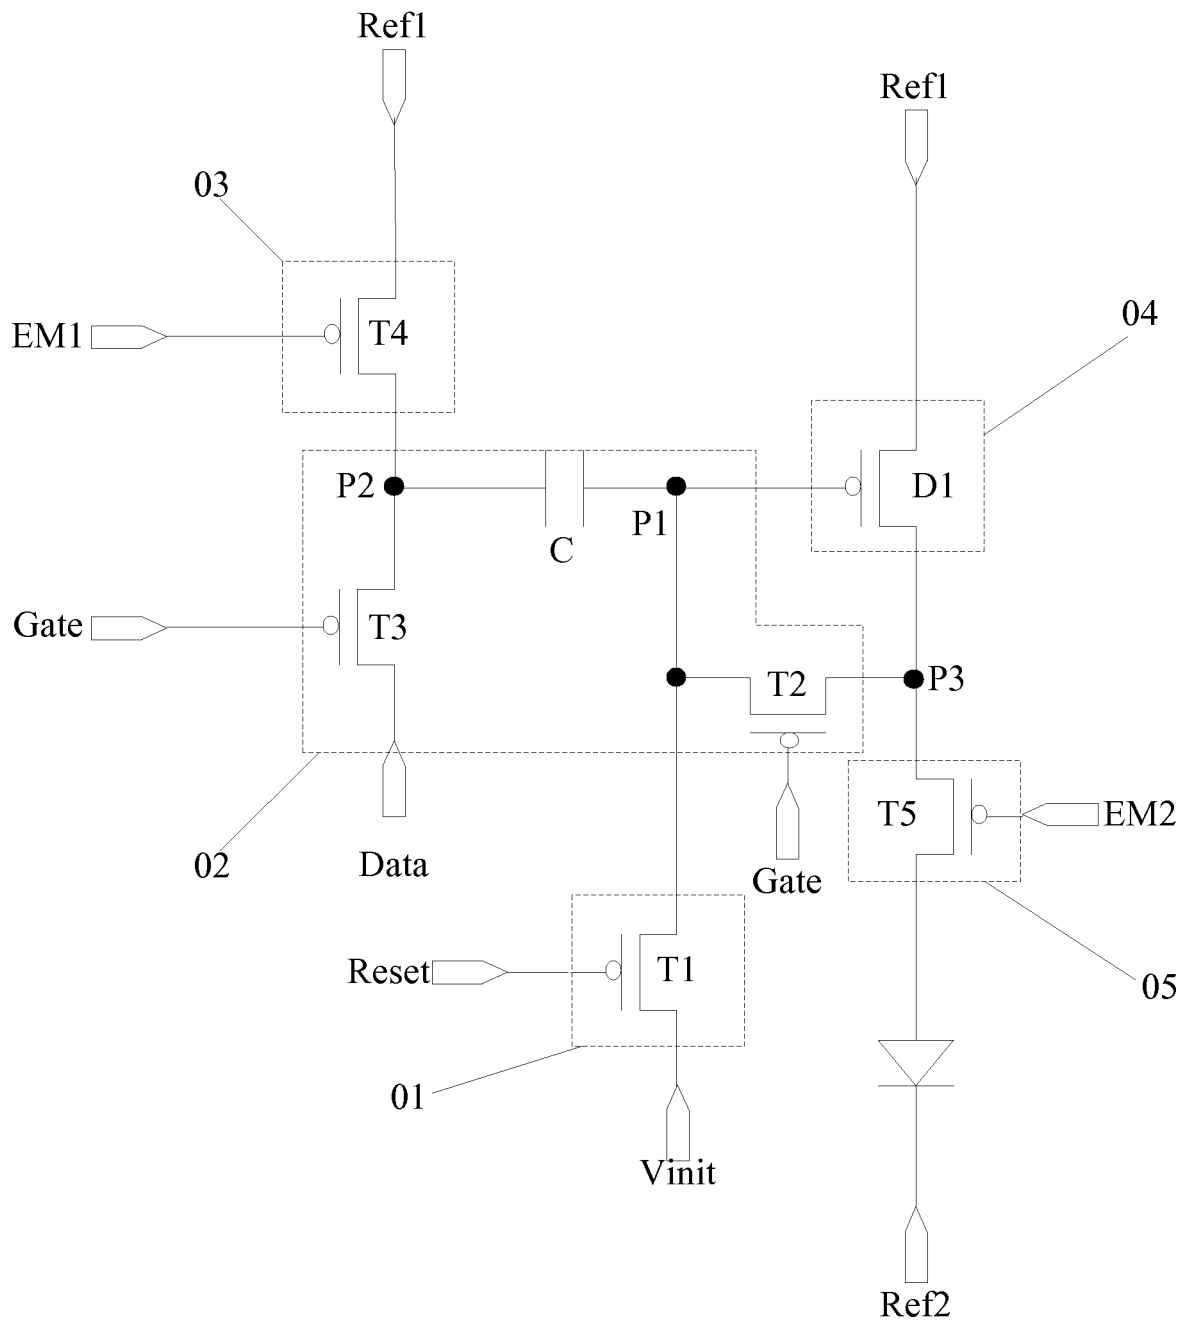 Ref1
Ref1
03
04
EM1
T4
P2
D1
P1
C
Gate
T3
T2
P3
T5
EM2
02
Data
Gate
Reset
T1
05
01
Vinit
Ref2